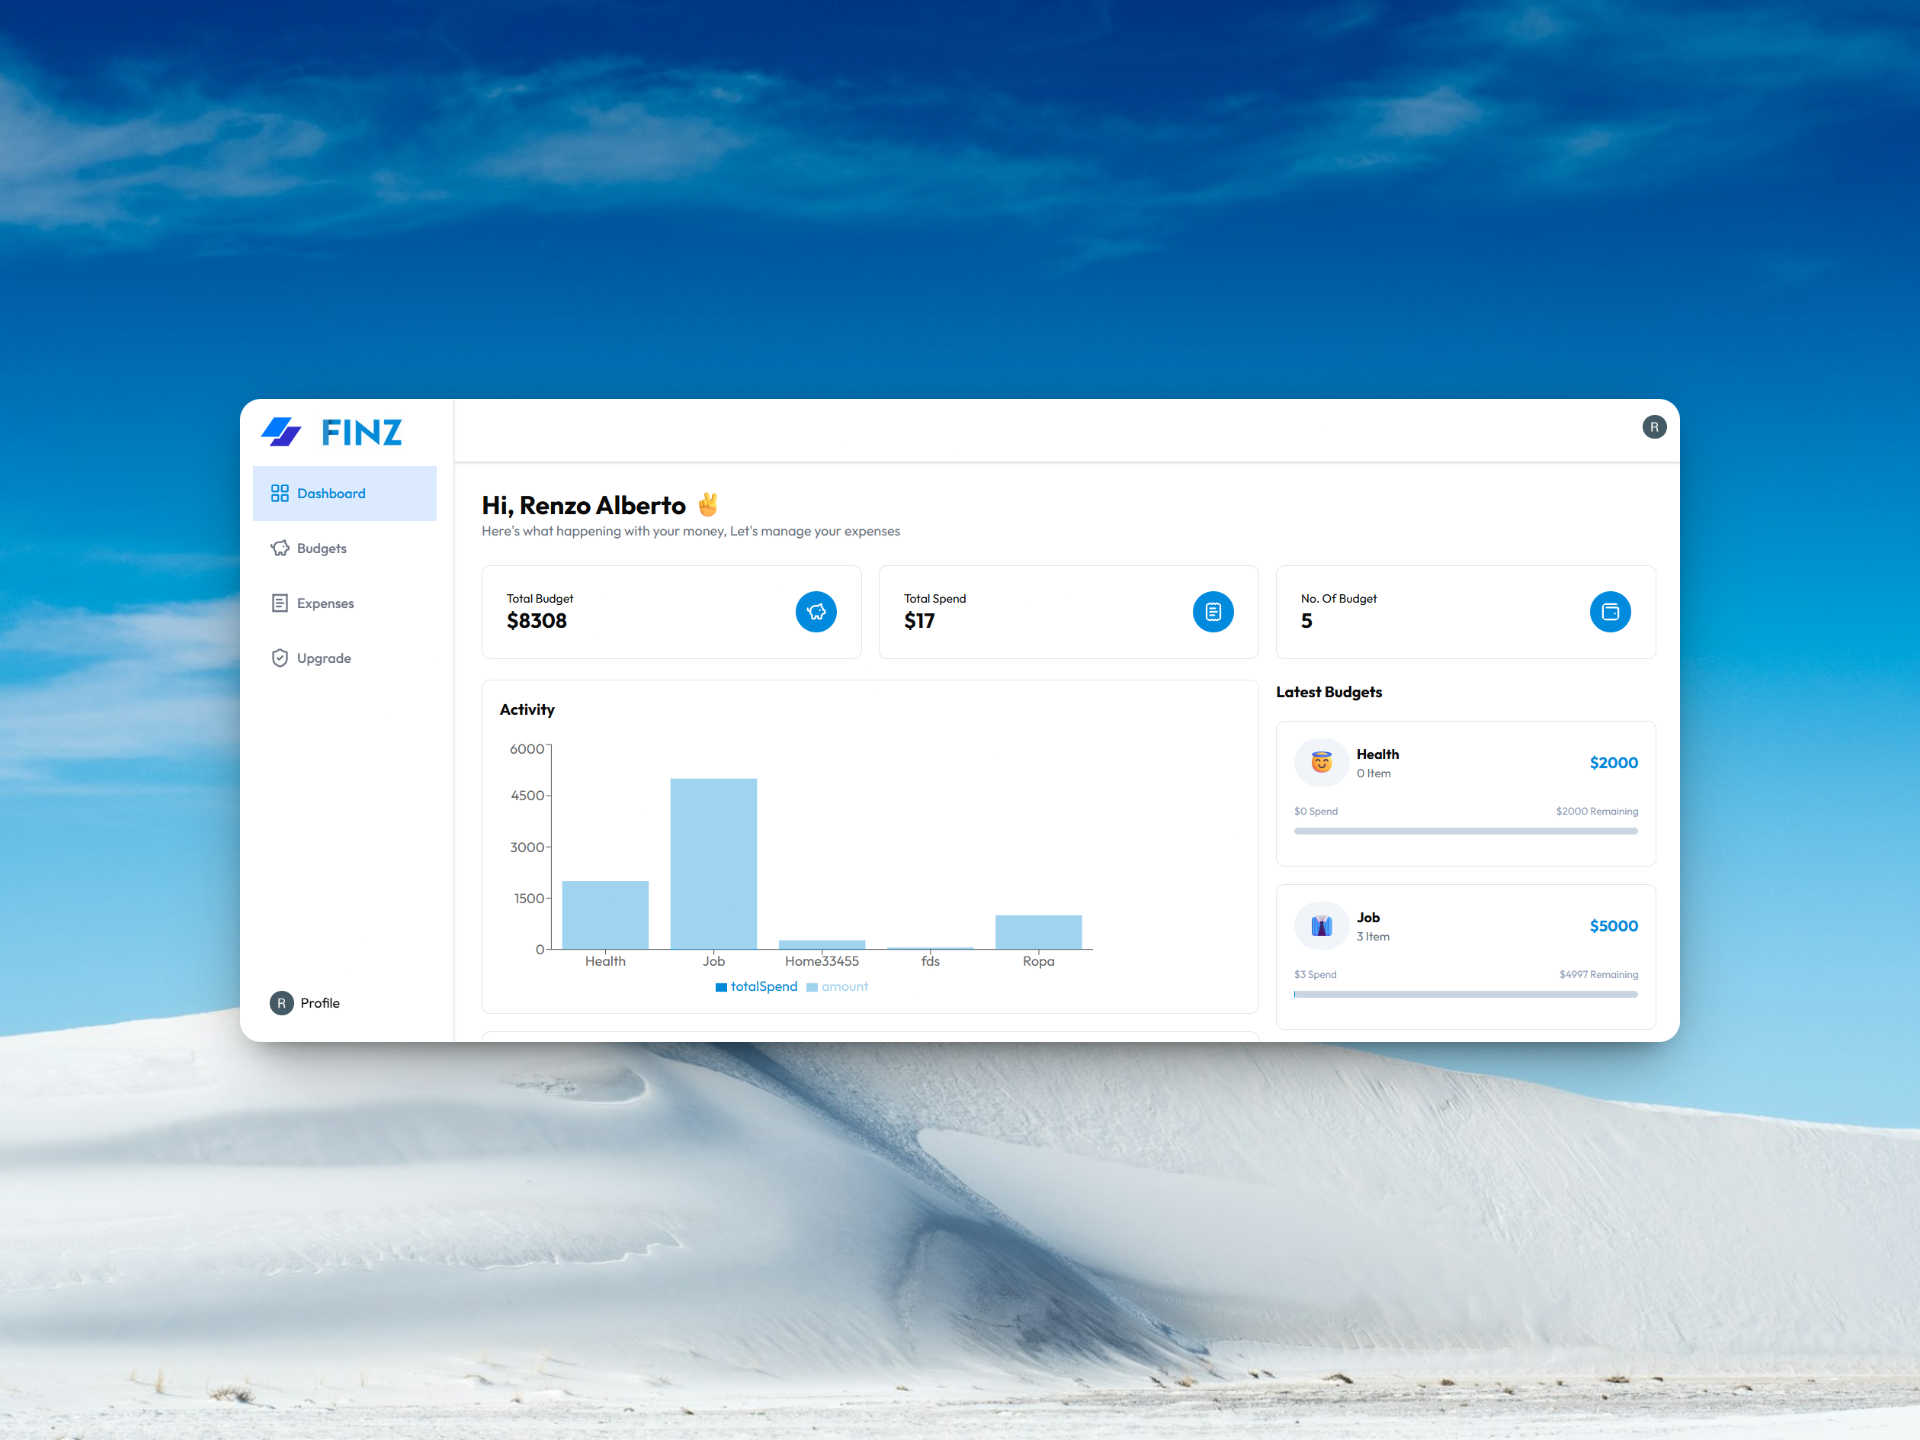 FINZ
R
Dashboard
Budgets
Expenses
Upgrade
R Profile
Hi, Renzo Alberto ✌️
Here's what happening with your money, Let's manage your expenses
Total Budget
$8308
Total Spend
$17
No. Of Budget
5
Activity
6000
4500
3000
1500
0
Health Job Home33455 fds Ropa
totalSpend amount
Latest Budgets
Health
0 Item
$2000
$0 Spend $2000 Remaining
Job
3 Item
$5000
$3 Spend $4997 Remaining